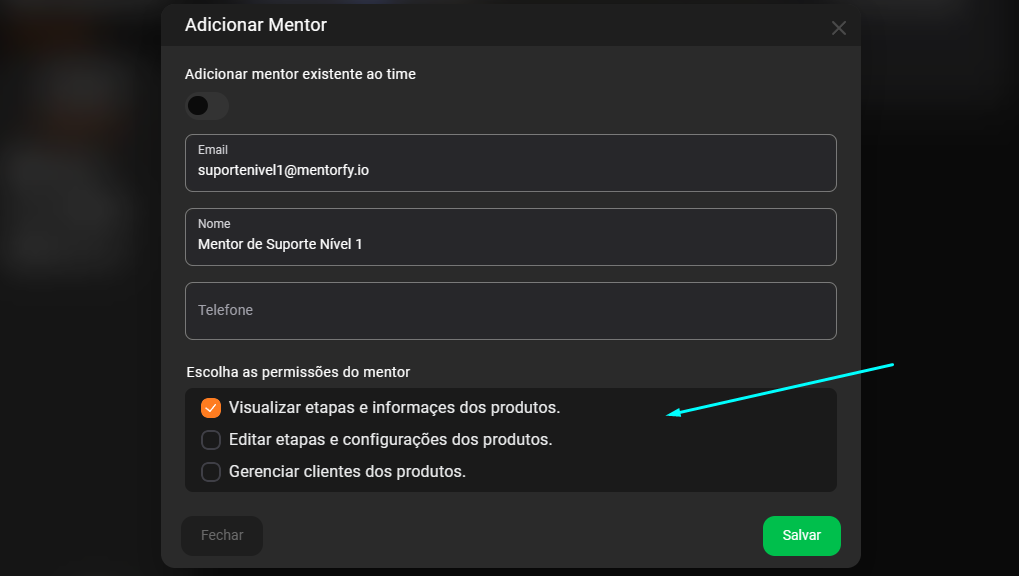 Adicionar Mentor
Adicionar mentor existente ao time
Email
suportenivel1@mentorfy.io
Nome
Mentor de Suporte Nível 1
Telefone
Escolha as permissões do mentor
Visualizar etapas e informaçes dos produtos.
Editar etapas e configurações dos produtos.
Gerenciar clientes dos produtos.
Fechar
Salvar